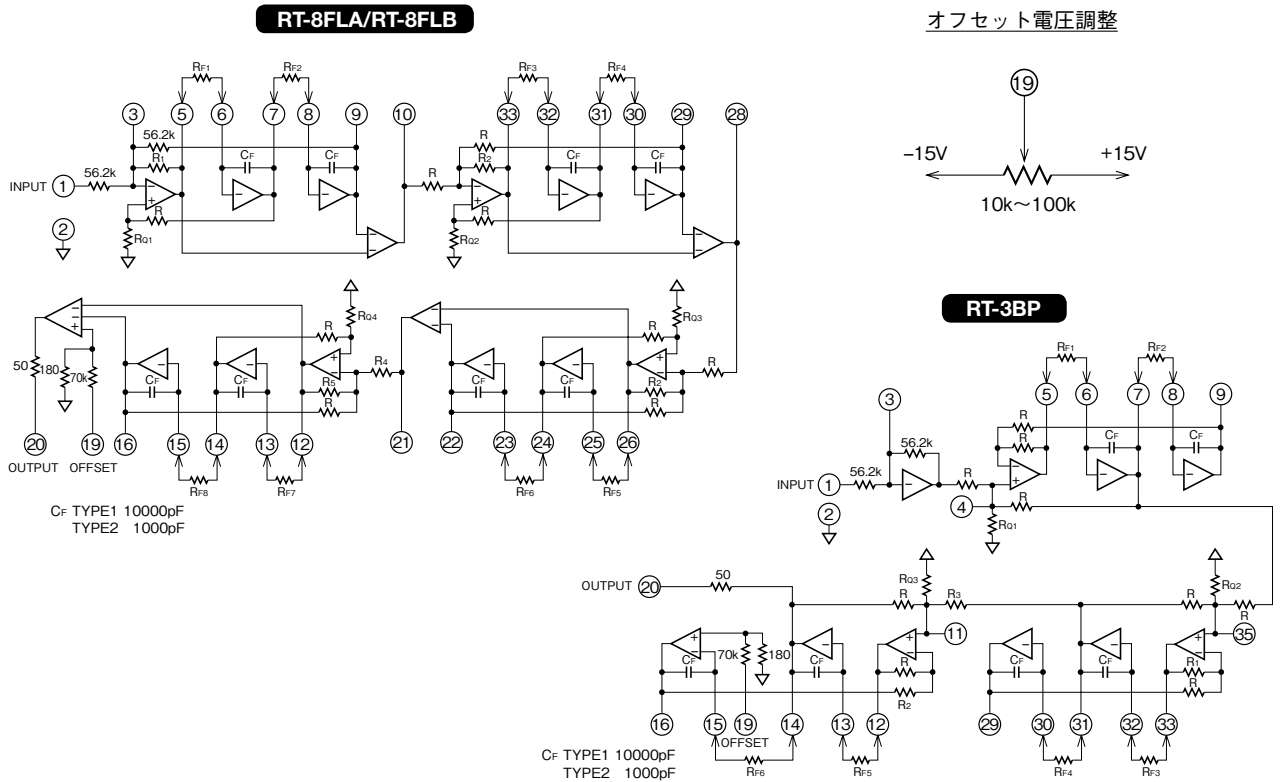 RT-8FLA/RT-8FLB
オフセット電圧調整
RF1 RF2 RF3 RF4
3 5 6 7 8 9 10 33 32 31 30 29 28
19
−15V +15V
10k～100k
56.2k R
R1 CF CF R2 CF CF
INPUT 1 56.2k R
− + − − − + − −
R R
2 RQ1 − − RQ2 − −
RQ4 RQ3
− − + R R
50 180 70k − − + R4 − − − − + R
CF CF R5 CF CF R2
R R
20 19 16 15 14 13 12 21 22 23 24 25 26
OUTPUT OFFSET
RF8 RF7 RF6 RF5
CF TYPE1 10000pF
TYPE2 1000pF
RT-3BP
RF1 RF2
3 5 6 7 8 9
56.2k R
R CF CF
INPUT 1 56.2k − R − + − −
4 R
2 RQ1
OUTPUT 20 50 RQ3 RQ2
R R3 R R
11 35
+ − 70k 180 − + − − − + −
CF CF R CF CF R1
R2 R
16 15 19 14 13 12 29 30 31 32 33
OFFSET
RF6 RF5 RF4 RF3
CF TYPE1 10000pF
TYPE2 1000pF